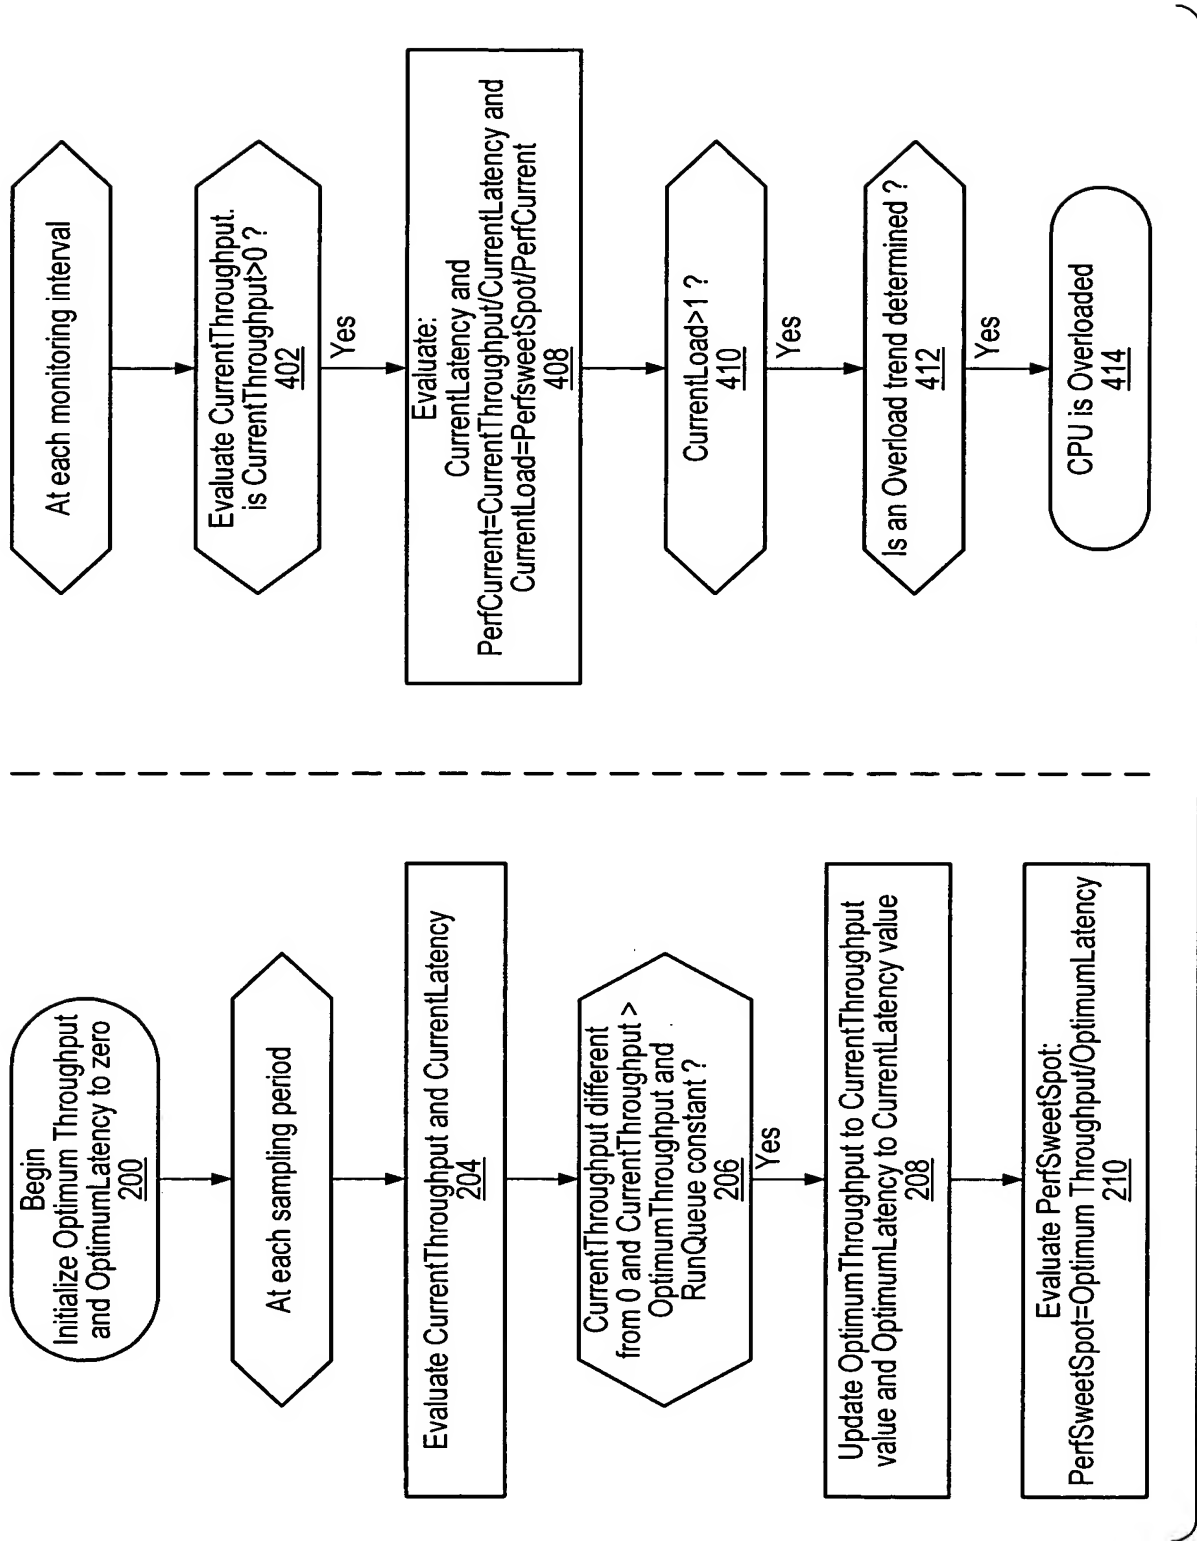 Begin
Initialize Optimum Throughput
and OptimumLatency to zero
200
At each sampling period
Evaluate CurrentThroughput and CurrentLatency
204
CurrentThroughput different
from 0 and CurrentThroughput >
OptimumThroughput and
RunQueue constant ?
206
Yes
Update OptimumThroughput to CurrentThroughput
value and OptimumLatency to CurrentLatency value
208
Evaluate PerfSweetSpot:
PerfSweetSpot=Optimum Throughput/OptimumLatency
210
At each monitoring interval
Evaluate CurrentThroughput.
is CurrentThroughput>0 ?
402
Yes
Evaluate:
CurrentLatency and
PerfCurrent=CurrentThroughput/CurrentLatency and
CurrentLoad=PerfsweetSpot/PerfCurrent
408
CurrentLoad>1 ?
410
Yes
Is an Overload trend determined ?
412
Yes
CPU is Overloaded
414